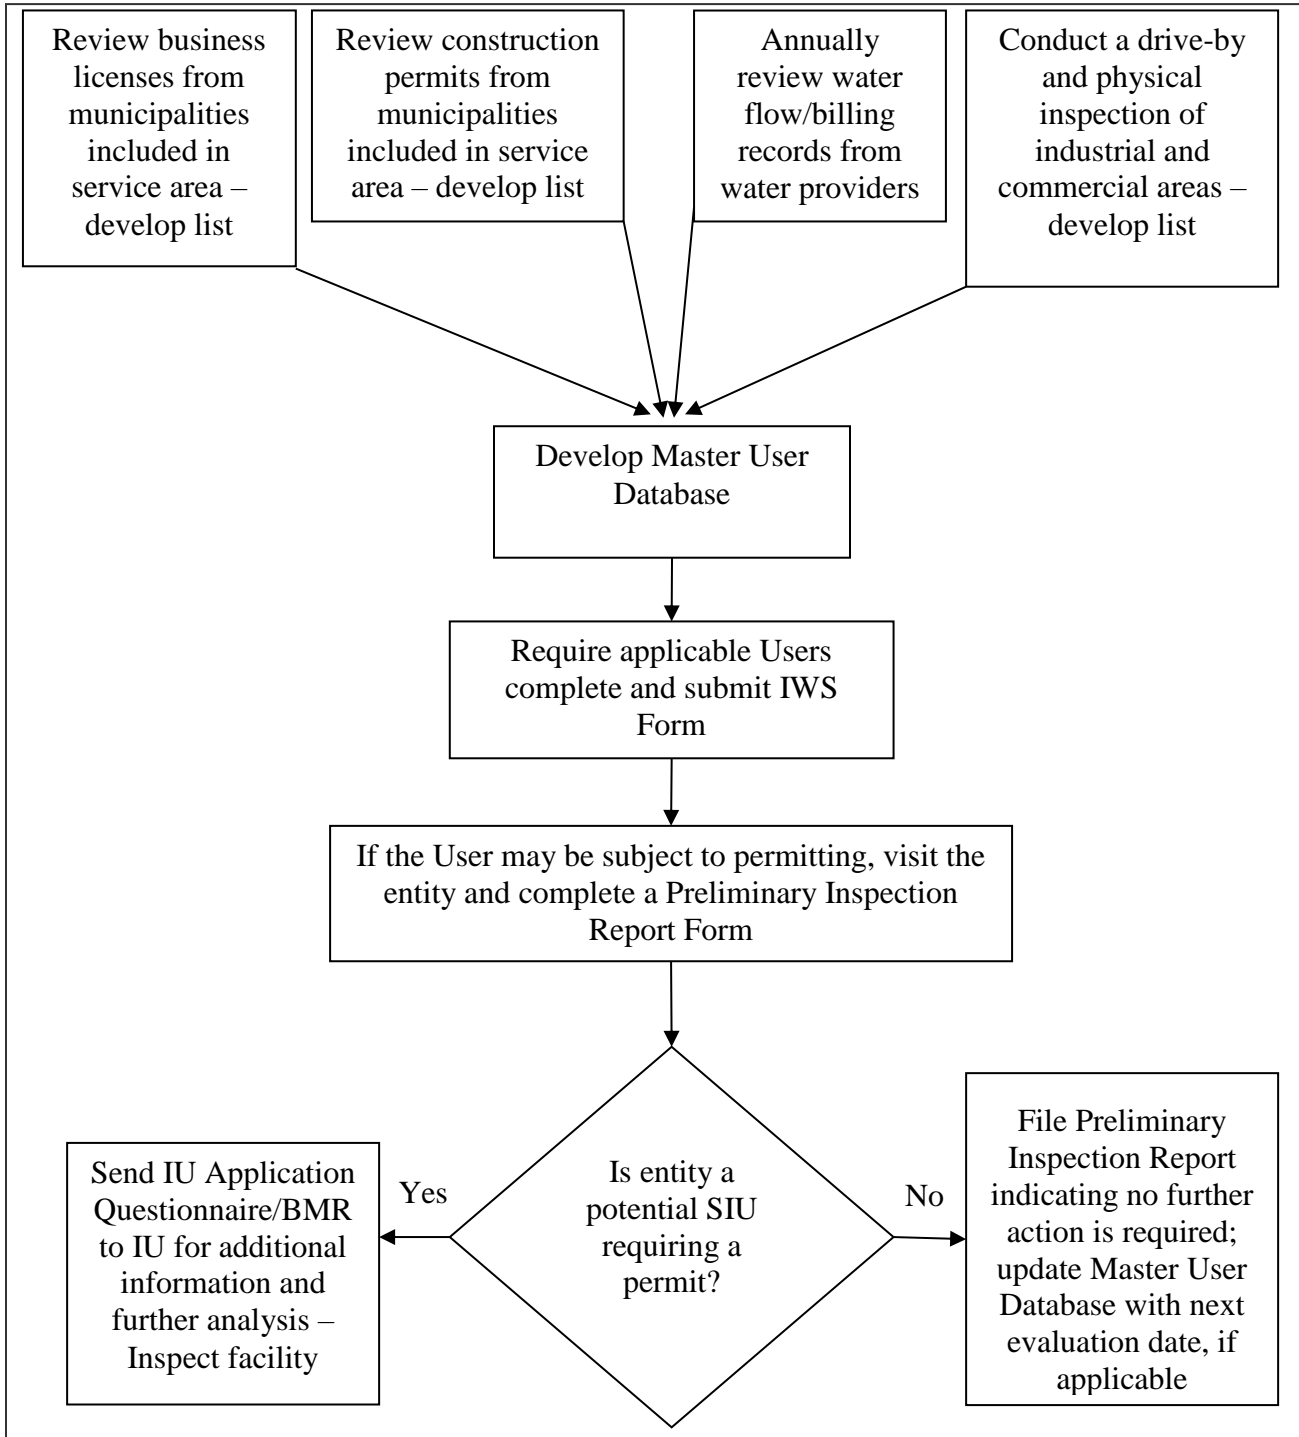 Review business
licenses from
municipalities
included in
service area –
develop list
Review construction
permits from
municipalities
included in service
area – develop list
Annually
review water
flow/billing
records from
water providers
Conduct a drive-by
and physical
inspection of
industrial and
commercial areas –
develop list
Develop Master User
Database
Require applicable Users
complete and submit IWS
Form
If the User may be subject to permitting, visit the
entity and complete a Preliminary Inspection
Report Form
Is entity a
potential SIU
requiring a
permit?
Yes
Send IU Application
Questionnaire/BMR
to IU for additional
information and
further analysis –
Inspect facility
No
File Preliminary
Inspection Report
indicating no further
action is required;
update Master User
Database with next
evaluation date, if
applicable